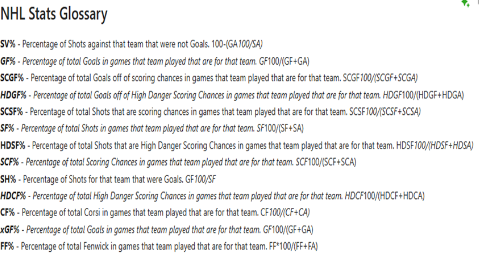 NHL Stats Glossary
SV% - Percentage of Shots against that team that were not Goals. 100-(GA100/SA)
GF% - Percentage of total Goals in games that team played that are for that team. GF100/(GF+GA)
SCGF% - Percentage of total Goals off of scoring chances in games that team played that are for that team. SCGF100/(SCGF+SCGA)
HDGF% - Percentage of total Goals off of High Danger Scoring Chances in games that team played that are for that team. HDGF100/(HDGF+HDGA)
SCSF% - Percentage of total Shots that are scoring chances in games that team played that are for that team. SCSF100/(SCSF+SCSA)
SF% - Percentage of total Shots in games that team played that are for that team. SF100/(SF+SA)
HDSF% - Percentage of total Shots that are High Danger Scoring Chances in games that team played that are for that team. HDSF100/(HDSF+HDSA)
SCF% - Percentage of total Scoring Chances in games that team played that are for that team. SCF100/(SCF+SCA)
SH% - Percentage of Shots for that team that were Goals. GF100/SF
HDCF% - Percentage of total High Danger Scoring Chances in games that team played that are for that team. HDCF100/(HDCF+HDCA)
CF% - Percentage of total Corsi in games that team played that are for that team. CF100/(CF+CA)
xGF% - Percentage of total Goals in games that team played that are for that team. GF100/(GF+GA)
FF% - Percentage of total Fenwick in games that team played that are for that team. FF*100/(FF+FA)